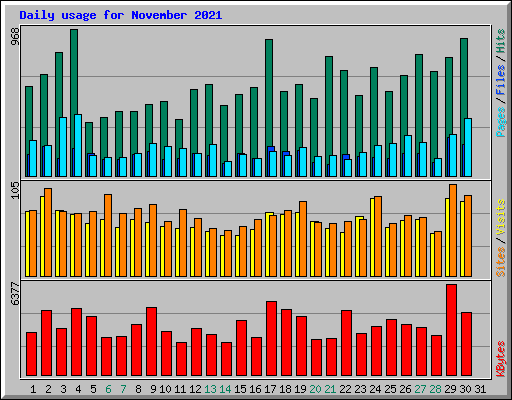 Daily usage for November 2021
968
Pages / Files / Hits
105
Sites / Visits
6377
KBytes
1 2 3 4 5 6 7 8 9 10 11 12 13 14 15 16 17 18 19 20 21 22 23 24 25 26 27 28 29 30 31